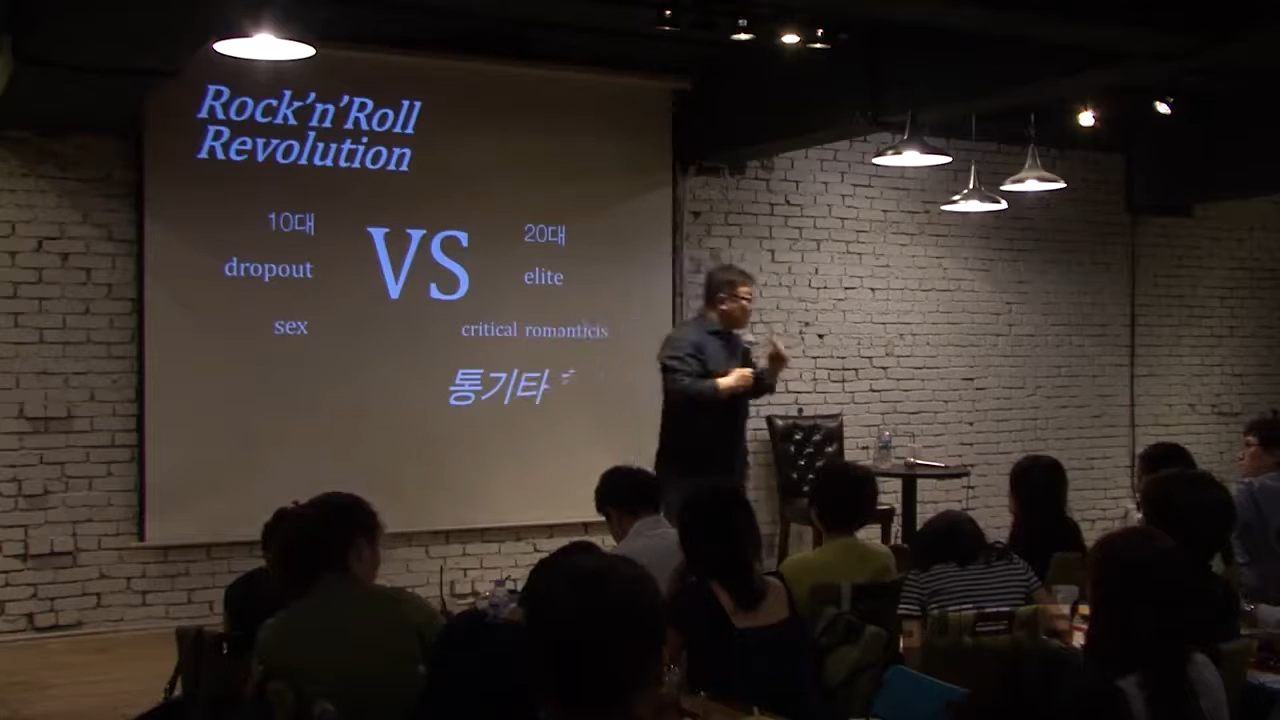 Rock'n'Roll
Revolution
10대
VS
20대
dropout
elite
sex
critical romanticis
통기타